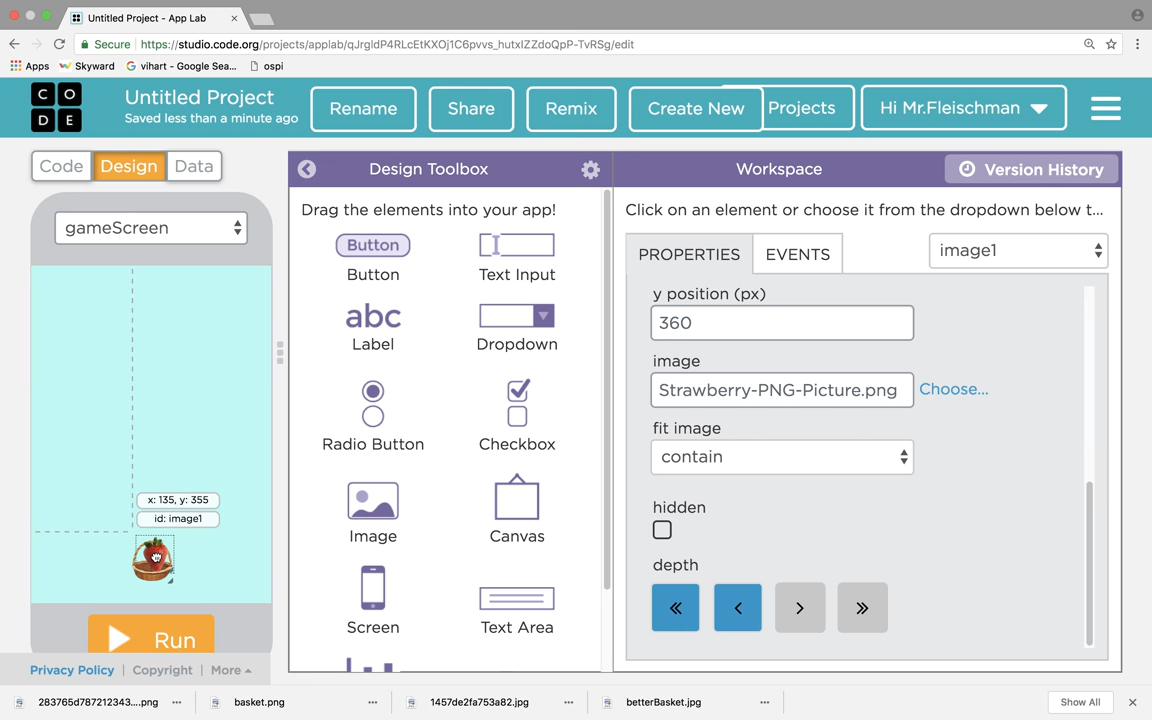 Untitled Project - App Lab
Secure
https://studio.code.org/projects/applab/qJrgldP4RLcEtKXOj1C6pvvs_hutxIZZdoQpP-TvRSg/edit
Apps
Skyward
vihart - Google Sea...
ospi
CO
DE
Untitled Project
Saved less than a minute ago
Rename
Share
Remix
Create New
Projects
Hi Mr.Fleischman
Code
Design
Data
Design Toolbox
Workspace
Version History
gameScreen
Drag the elements into your app!
Click on an element or choose it from the dropdown below t...
Button
Button
Text Input
abc
Label
Dropdown
Radio Button
Checkbox
Image
Canvas
Screen
Text Area
PROPERTIES
EVENTS
image1
y position (px)
360
image
Strawberry-PNG-Picture.png
Choose...
fit image
contain
hidden
depth
x: 135, y: 355
id: image1
Run
Privacy Policy | Copyright | More
283765d787212343....png
basket.png
1457de2fa753a82.jpg
betterBasket.jpg
Show All